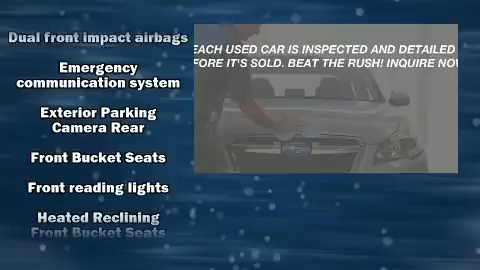 Dual front impact airbags
Emergency
communication system
Exterior Parking
Camera Rear
Front Bucket Seats
Front reading lights
Heated Reclining
Front Bucket Seats
EACH USED CAR IS INSPECTED AND DETAILED
FORE IT'S SOLD. BEAT THE RUSH! INQUIRE NOW